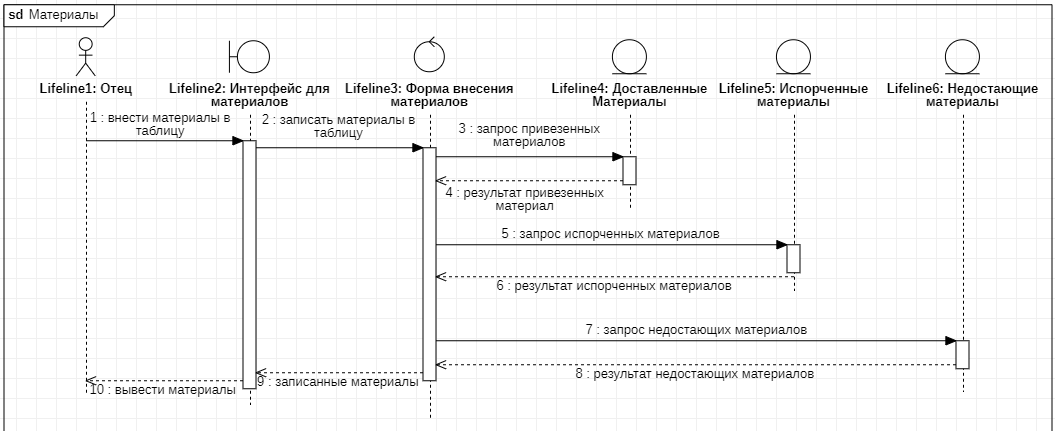 sd Материалы
Lifeline1: Отец
Lifeline2: Интерфейс для
материалов
Lifeline3: Форма внесения
материалов
Lifeline4: Доставленные
Материалы
Lifeline5: Испорченные
материалы
Lifeline6: Недостающие
материалы
1 : внести материалы в
таблицу
2 : записать материалы в
таблицу
3 : запрос привезенных
материалов
4 : результат привезенных
материал
5 : запрос испорченных материалов
6 : результат испорченных материалов
7 : запрос недостающих материалов
8 : результат недостающих материалов
9 : записанные материалы
10 : вывести материалы